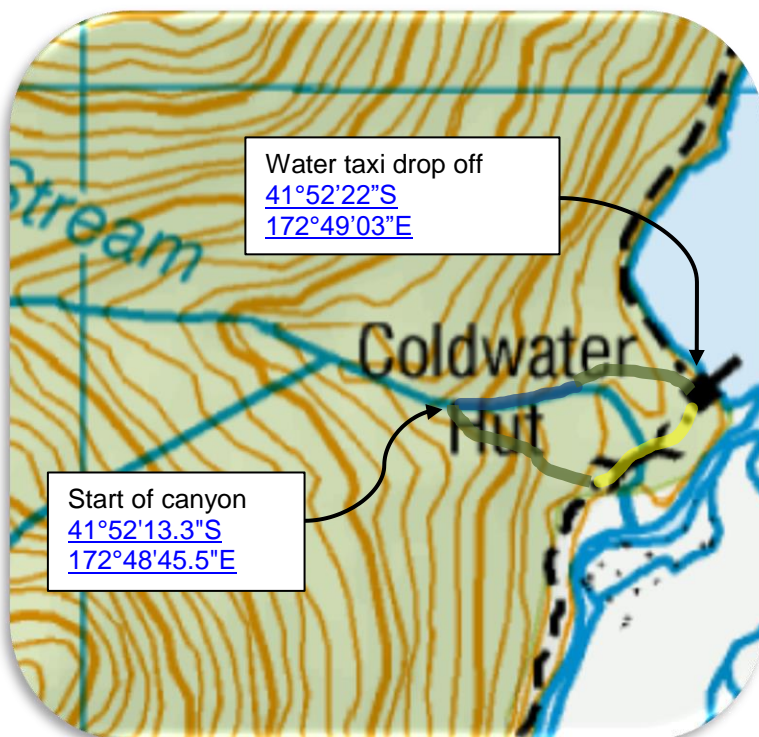 Water taxi drop off
41°52’22”S
172°49’03”E
Stream
Coldwater
Hut
Start of canyon
41°52'13.3"S
172°48'45.5"E